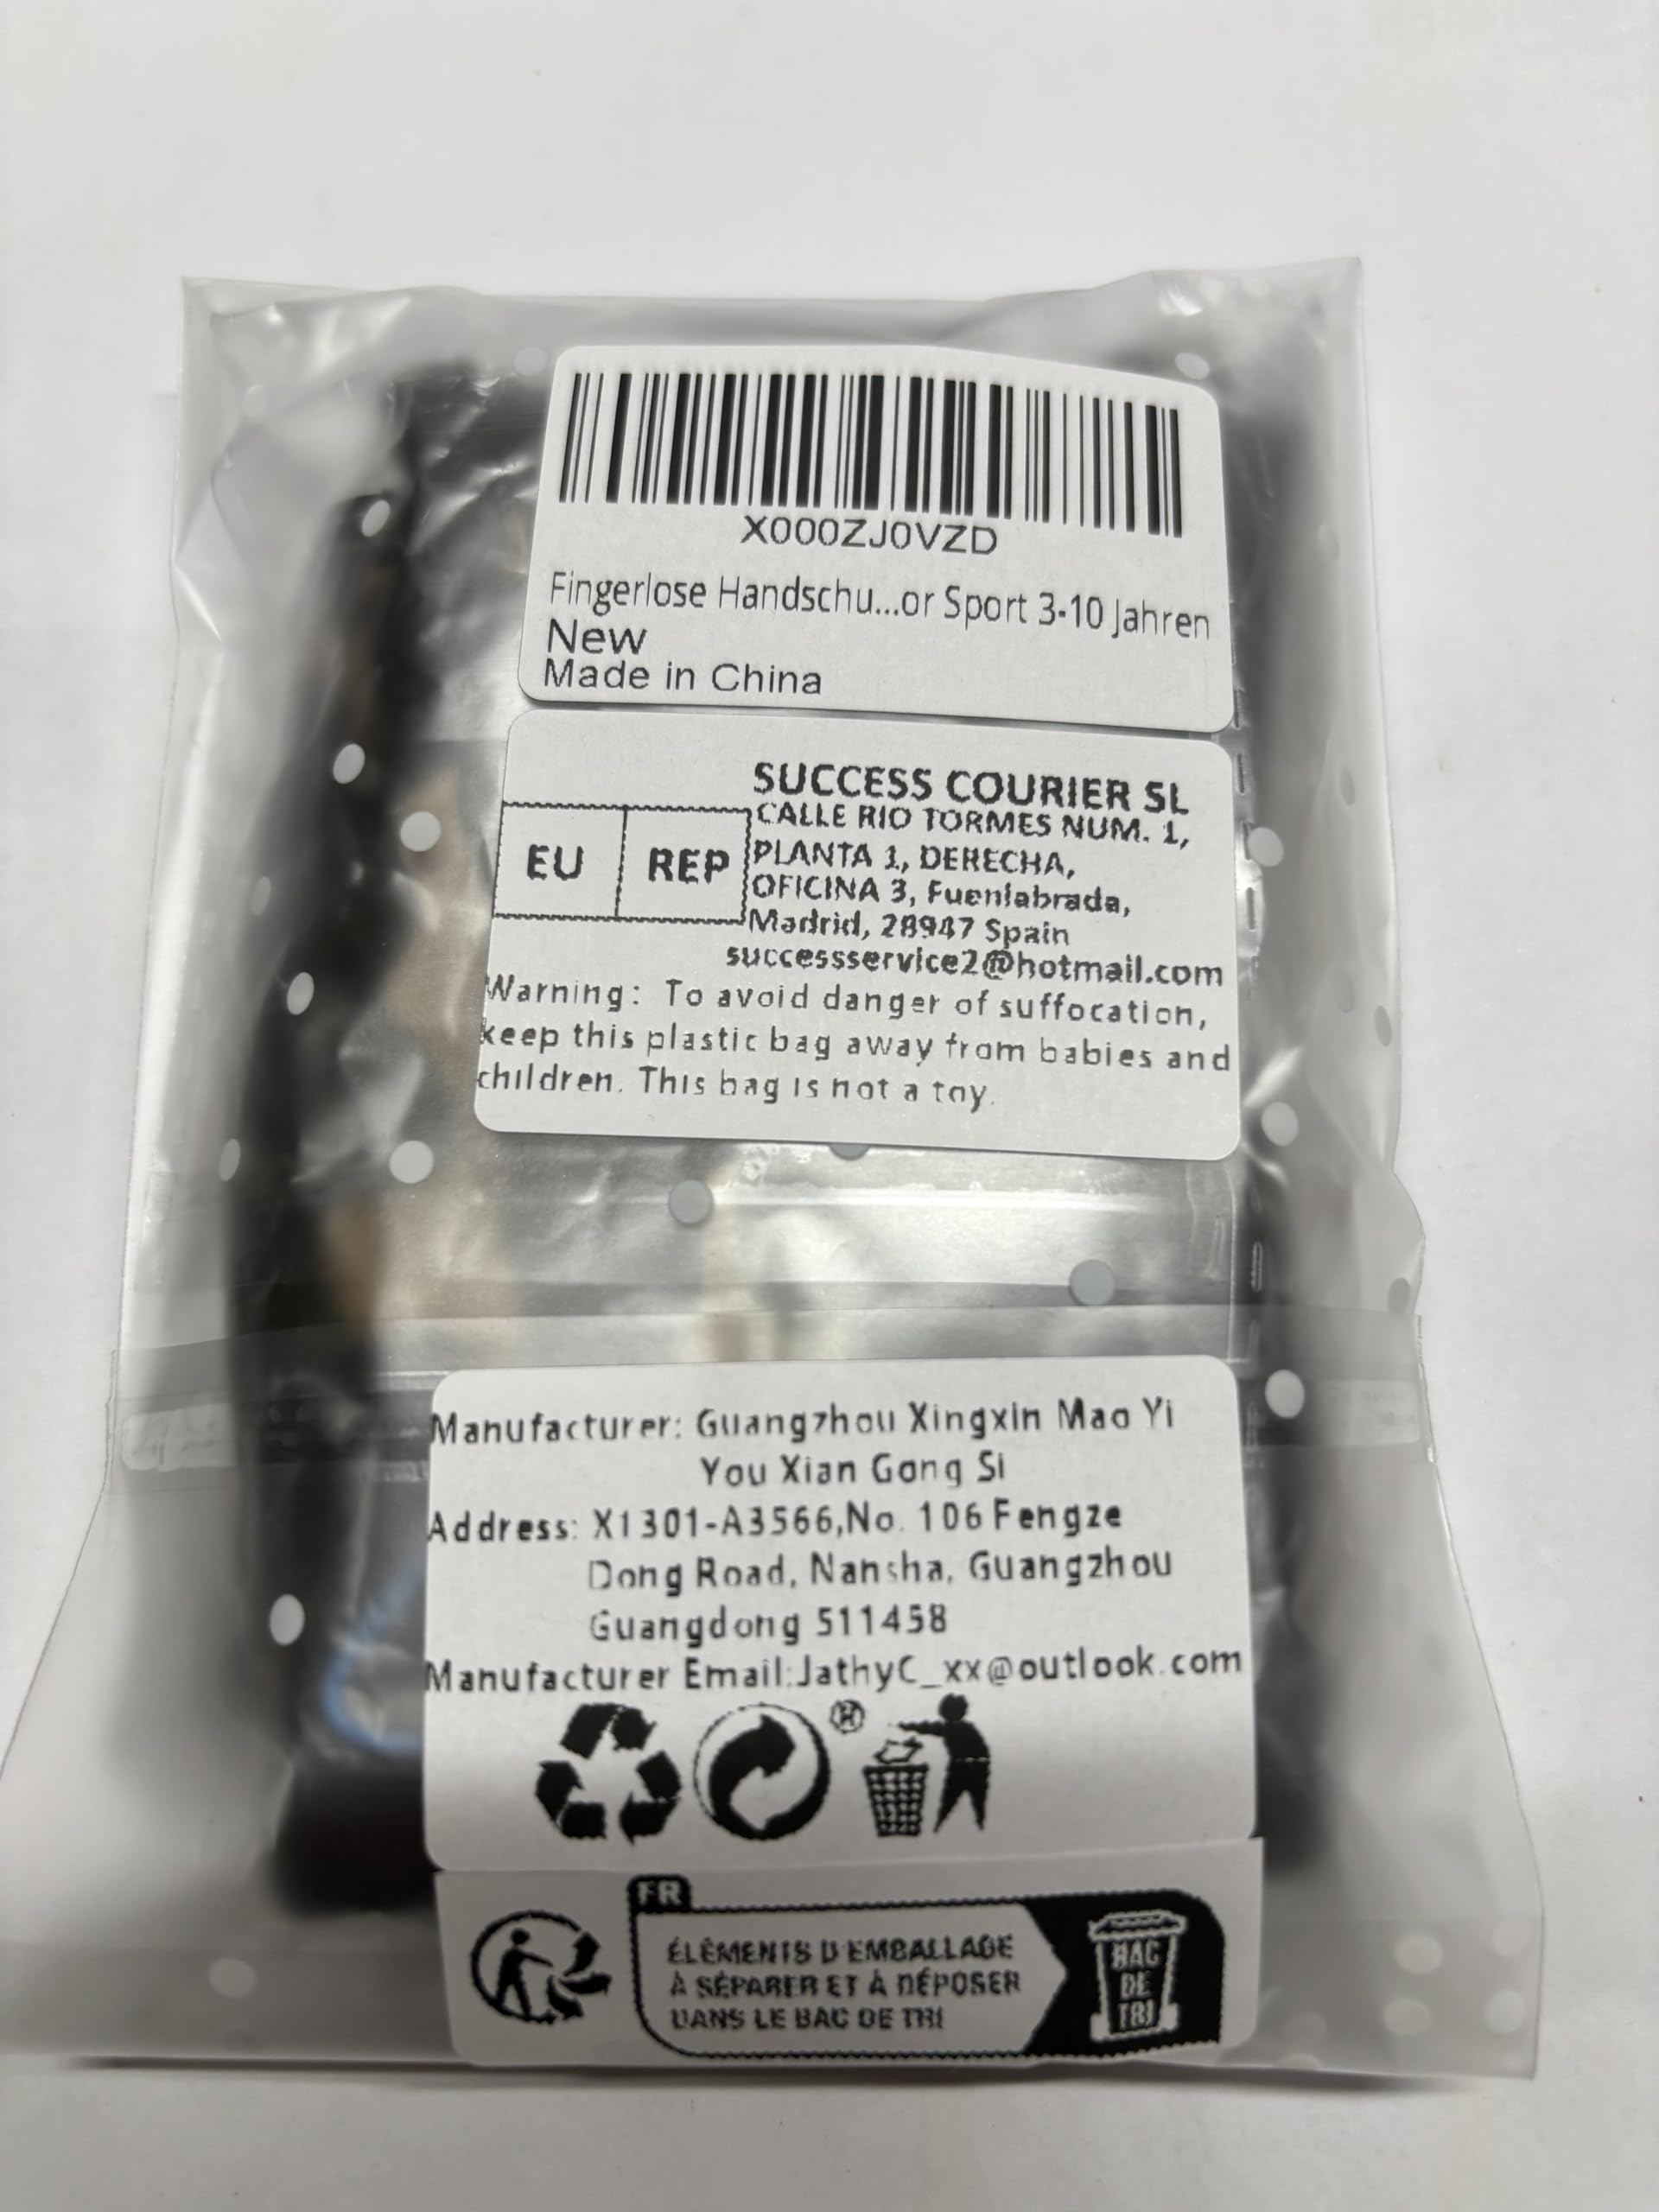 X000ZJ0VZD
Fingerlose Handschu...or Sport 3-10 Jahren
New
Made in China
SUCCESS COURIER SL
CALLE RIO TORMES NUM. 1,
EU REP
PLANTA 1, DERECHA,
OFICINA 3, Fuenlabrada,
Madrid, 28947 Spain
successservice2@hotmail.com
Warning: To avoid danger of suffocation,
keep this plastic bag away from babies and
children. This bag is not a toy.
Manufacturer: Guangzhou Xingxin Mao Yi
You Xian Gong Si
Address: X1301-A3566,No. 106 Fengze
Dong Road, Nansha, Guangzhou
Guangdong 511458
Manufacturer Email:JathyC_xx@outlook.com
FR
ÉLÉMENTS D'EMBALLAGE
À SÉPARER ET À DÉPOSER
DANS LE BAC DE TRI
BAC
DE
TRI